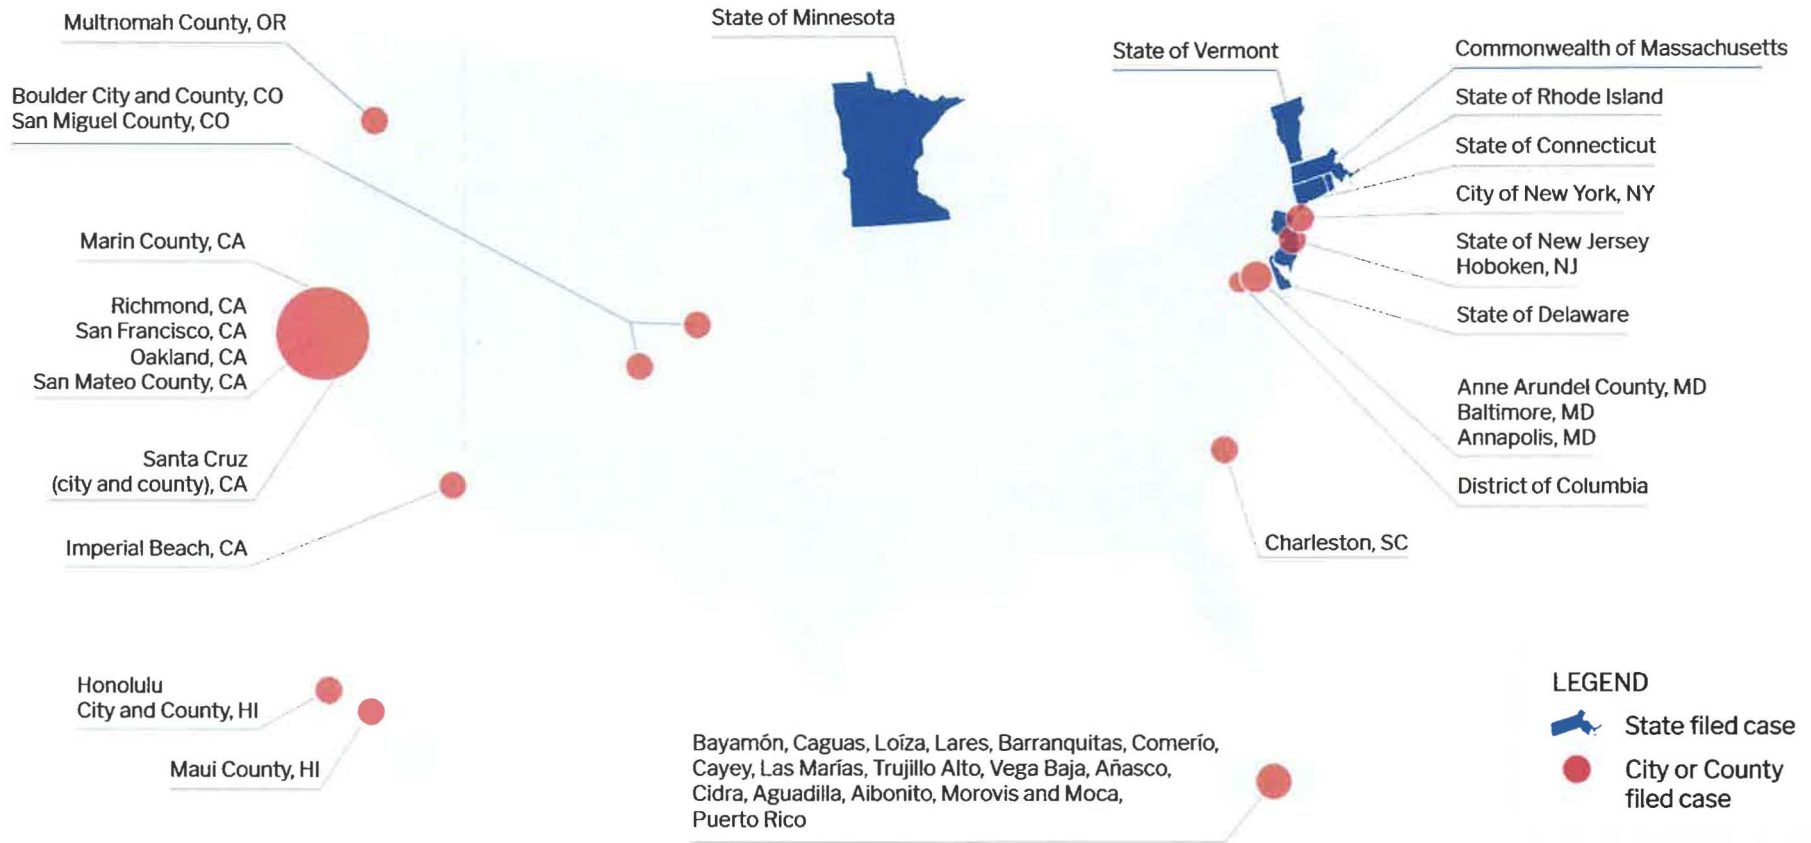 Multnomah County, OR
Boulder City and County, CO
San Miguel County, CO
Marin County, CA
Richmond, CA
San Francisco, CA
Oakland, CA
San Mateo County, CA
Santa Cruz
(city and county), CA
Imperial Beach, CA
Honolulu
City and County, HI
Maui County, HI
State of Minnesota
State of Vermont
Commonwealth of Massachusetts
State of Rhode Island
State of Connecticut
City of New York, NY
State of New Jersey
Hoboken, NJ
State of Delaware
Anne Arundel County, MD
Baltimore, MD
Annapolis, MD
District of Columbia
Charleston, SC
Bayamón, Caguas, Loíza, Lares, Barranquitas, Comerío,
Cayey, Las Marías, Trujillo Alto, Vega Baja, Añasco,
Cidra, Aguadilla, Aibonito, Morovis and Moca,
Puerto Rico
LEGEND
State filed case
City or County
filed case